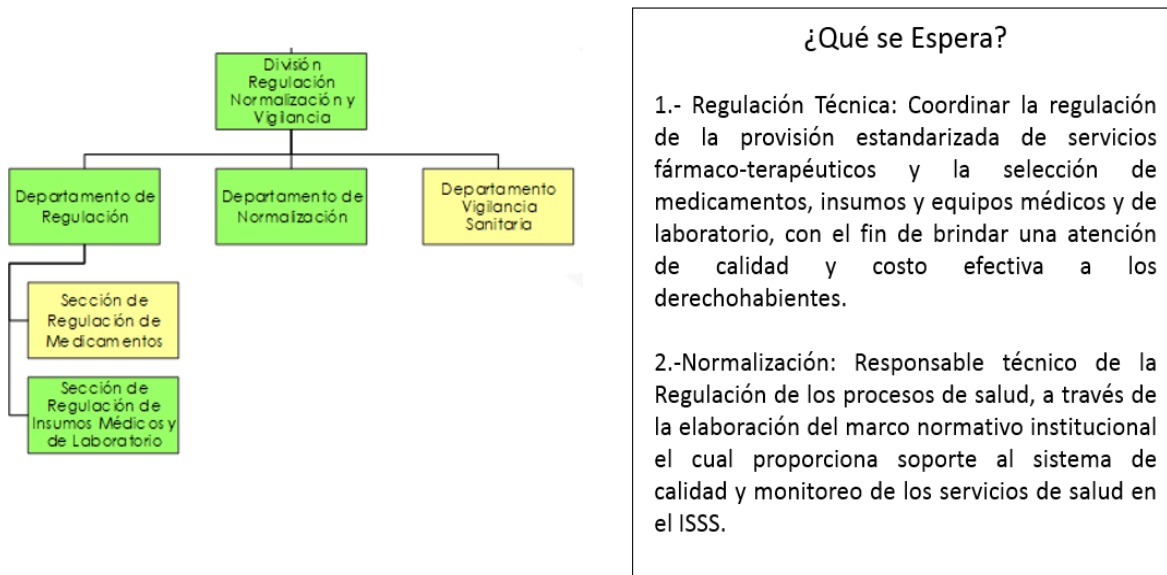 División
Regulación
Normalización y
Vigilancia
Departamento de
Regulación
Departamento de
Normalización
Departamento
Vigilancia
Sanitaria
Sección de
Regulación de
Medicamentos
Sección de
Regulación de
Insumos Médicos y
de Laboratorio
¿Qué se Espera?
1.- Regulación Técnica: Coordinar la regulación
de la provisión estandarizada de servicios
fármaco-terapéuticos y la selección de
medicamentos, insumos y equipos médicos y de
laboratorio, con el fin de brindar una atención
de calidad y costo efectiva a los
derechohabientes.
2.-Normalización: Responsable técnico de la
Regulación de los procesos de salud, a través de
la elaboración del marco normativo institucional
el cual proporciona soporte al sistema de
calidad y monitoreo de los servicios de salud en
el ISSS.